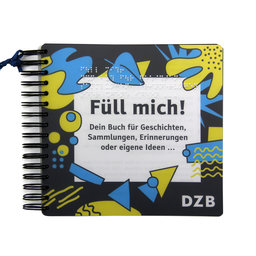 Füll mich!
Dein Buch für Geschichten,
Sammlungen, Erinnerungen
oder eigene Ideen ...
DZB